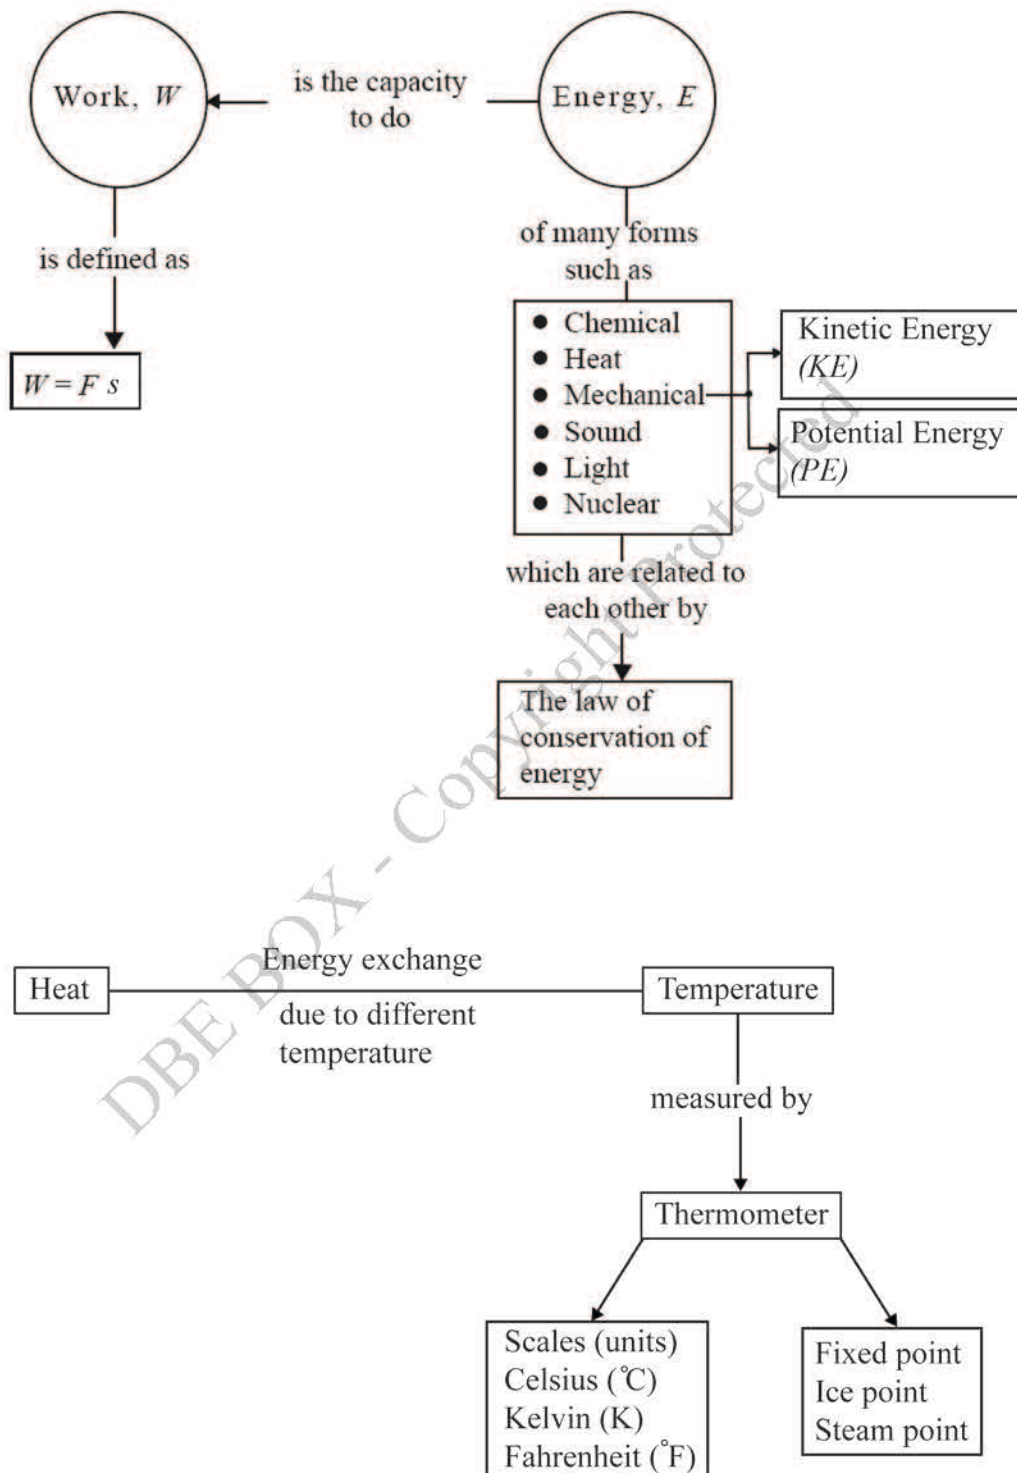 Work, W
is the capacity
to do
Energy, E
is defined as
W = F s
of many forms
such as
● Chemical
● Heat
● Mechanical
● Sound
● Light
● Nuclear
Kinetic Energy
(KE)
Potential Energy
(PE)
which are related to
each other by
The law of
conservation of
energy
DBE BOX - Copyright Protected
Heat
Energy exchange
due to different
temperature
Temperature
measured by
Thermometer
Scales (units)
Celsius (°C)
Kelvin (K)
Fahrenheit (°F)
Fixed point
Ice point
Steam point